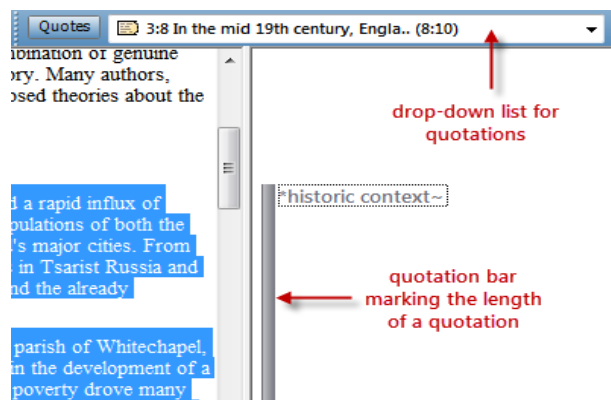 Quotes 3:8 In the mid 19th century, Engla.. (8:10)
nbination of genuine
ory. Many authors,
osed theories about the
drop-down list for
quotations
d a rapid influx of
pulations of both the
l's major cities. From
s in Tsarist Russia and
nd the already
*historic context~
quotation bar
marking the length
of a quotation
parish of Whitechapel,
in the development of a
poverty drove many